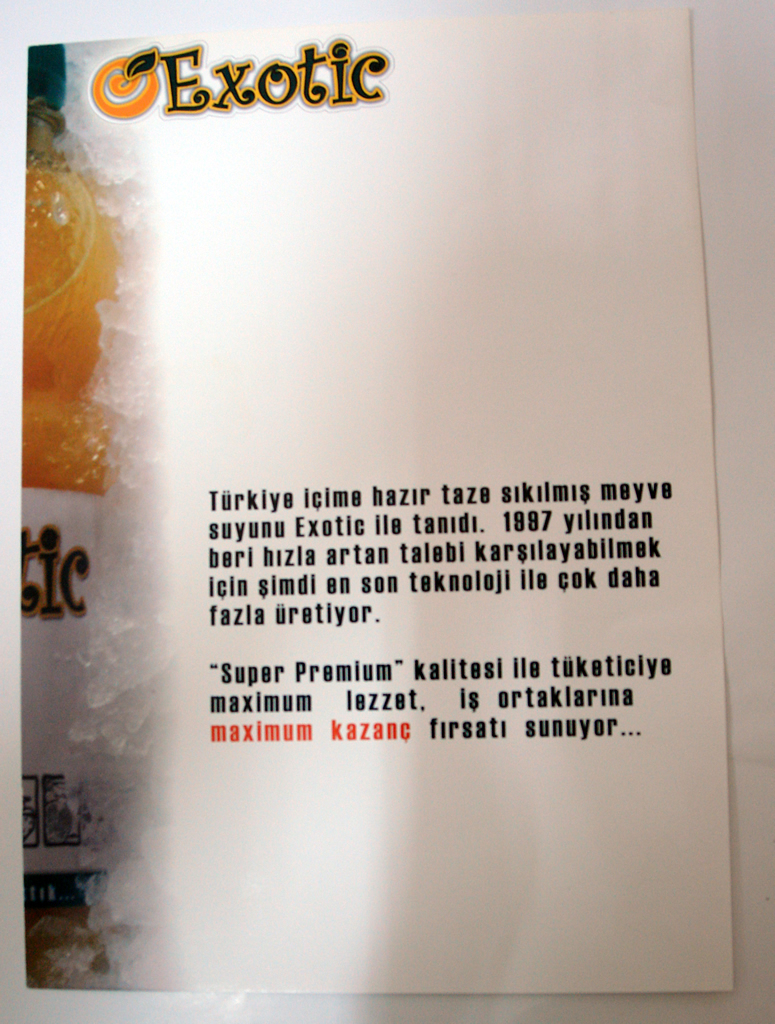 Exotic
Türkiye içime hazır taze sıkılmış meyve
suyunu Exotic ile tanıdı. 1997 yılından
beri hızla artan talebi karşılayabilmek
için şimdi en son teknoloji ile çok daha
fazla üretiyor.
"Super Premium" kalitesi ile tüketiciye
maximum lezzet, iş ortaklarına
maximum kazanç fırsatı sunuyor...
tic